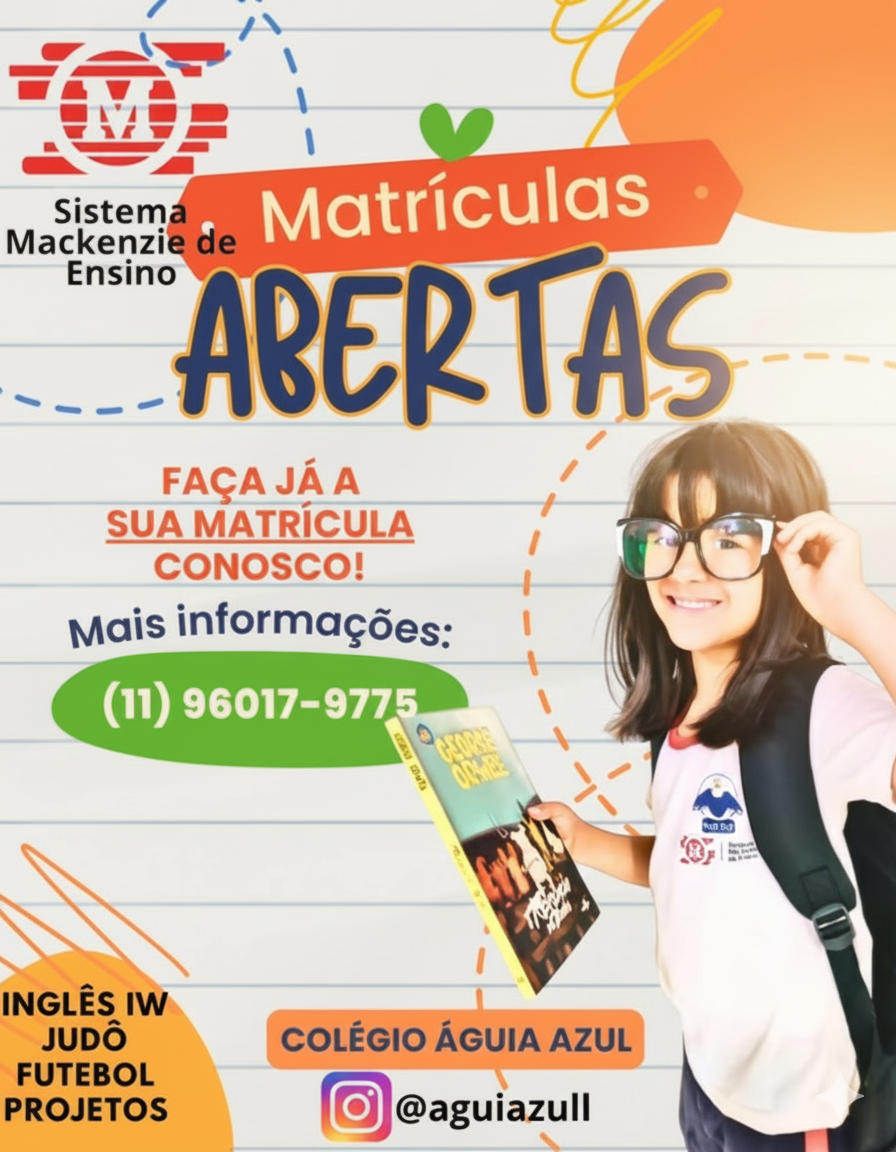 M
Sistema
Mackenzie de
Ensino
Matrículas
ABERTAS
FAÇA JÁ A
SUA MATRÍCULA
CONOSCO!
Mais informações:
(11) 96017-9775
GEORGE
INGLÊS IW
JUDÔ
FUTEBOL
PROJETOS
COLÉGIO ÁGUIA AZUL
@aguiazull